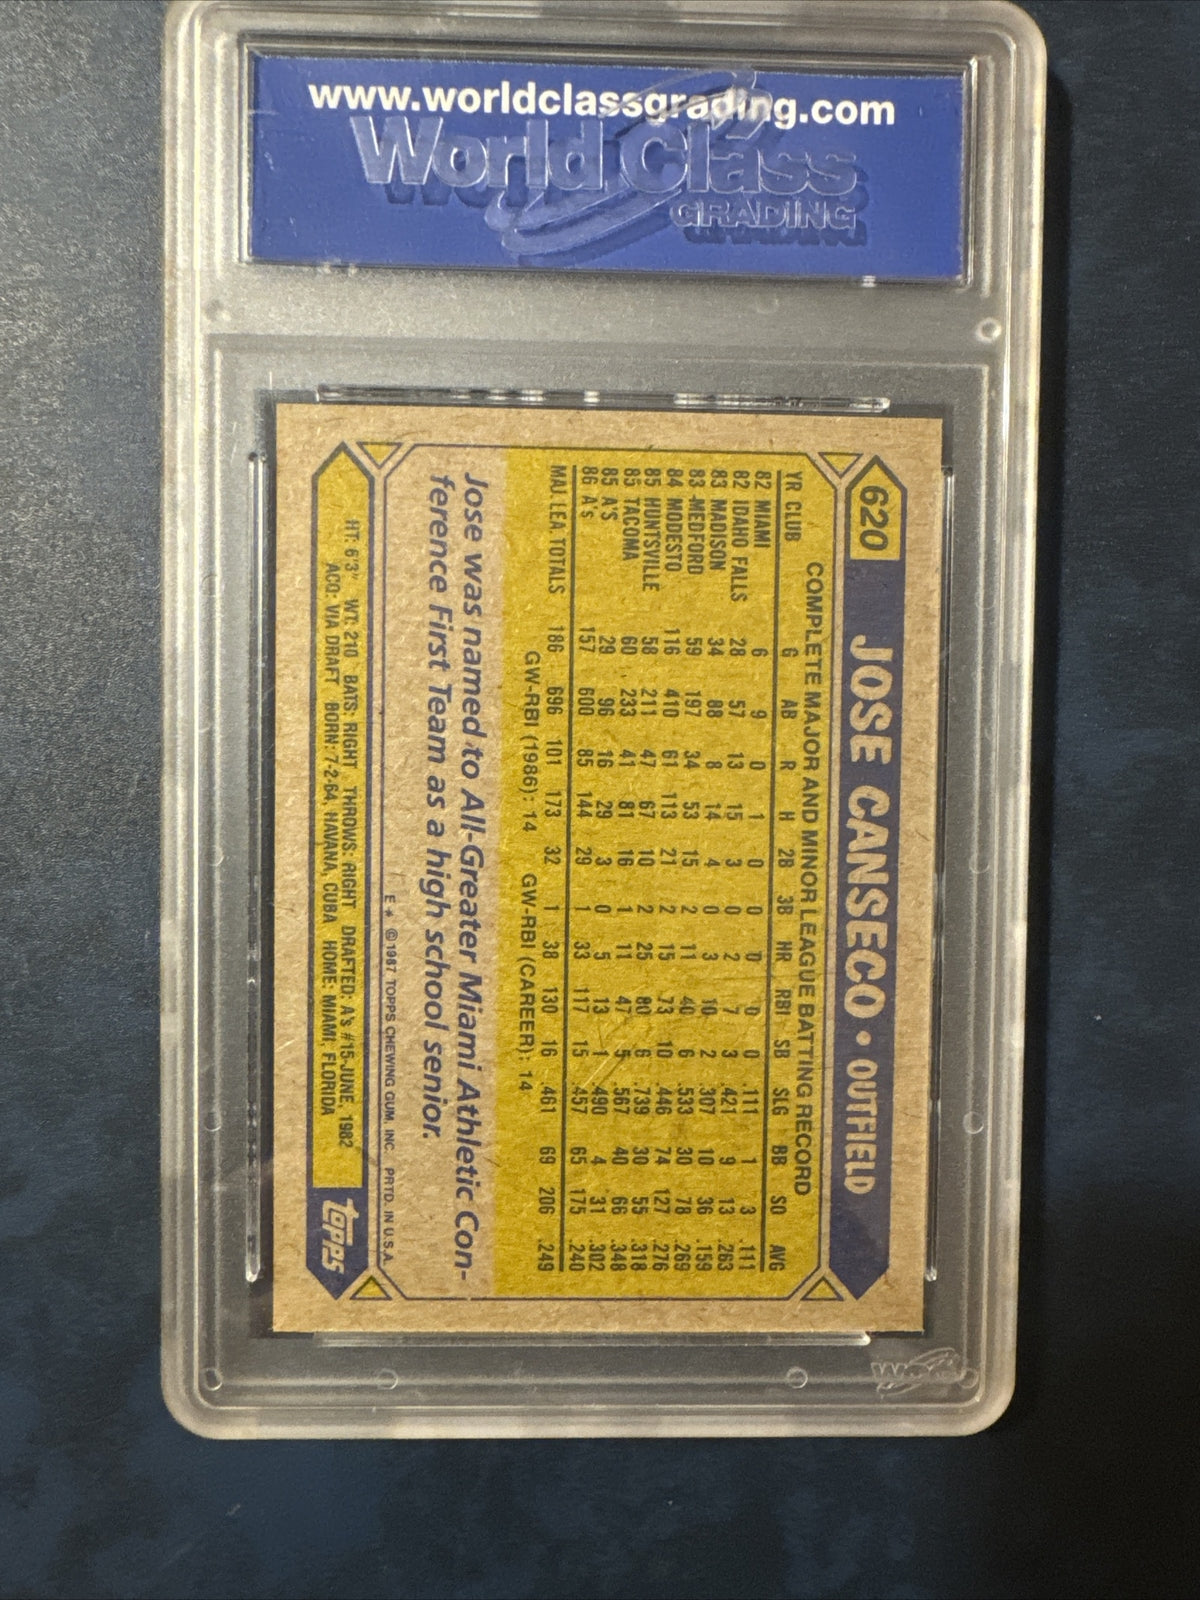 www.worldclassgrading.com
World Class
GRADING
620 JOSE CANSECO • OUTFIELD
COMPLETE MAJOR AND MINOR LEAGUE BATTING RECORD
YR CLUB G AB R H 2B 3B HR RBI SB SLG BB SO AVG
82 MIAMI 6 9 0 1 0 0 0 0 0 .111 1 3 .111
82 IDAHO FALLS 28 57 13 15 3 0 2 7 3 .421 9 13 .263
83 MADISON 34 88 8 14 4 0 3 10 2 .307 10 36 .159
83 MEDFORD 59 197 34 53 15 2 11 40 6 .533 30 78 .269
84 MODESTO 116 410 61 113 21 2 15 73 10 .446 74 127 .276
85 HUNTSVILLE 58 211 47 67 10 2 25 80 6 .739 30 55 .318
85 TACOMA 60 233 41 81 16 1 11 47 5 .567 40 66 .348
85 A'S 29 96 16 29 3 0 5 13 1 .490 4 31 .302
86 A's 157 600 85 144 29 1 33 117 15 .457 65 175 .240
MAJ. LEA. TOTALS 186 696 101 173 32 1 38 130 16 .461 69 206 .249
GW-RBI (1986): 14 GW-RBI (CAREER): 14
Jose was named to All-Greater Miami Athletic Con-
ference First Team as a high school senior.
E* © 1987 TOPPS CHEWING GUM, INC. PRTD. IN U.S.A.
HT: 6'3" WT: 210 BATS: RIGHT THROWS: RIGHT DRAFTED: A's #15-JUNE, 1982
ACQ: VIA DRAFT BORN: 7-2-64, HAVANA, CUBA HOME: MIAMI, FLORIDA
topps